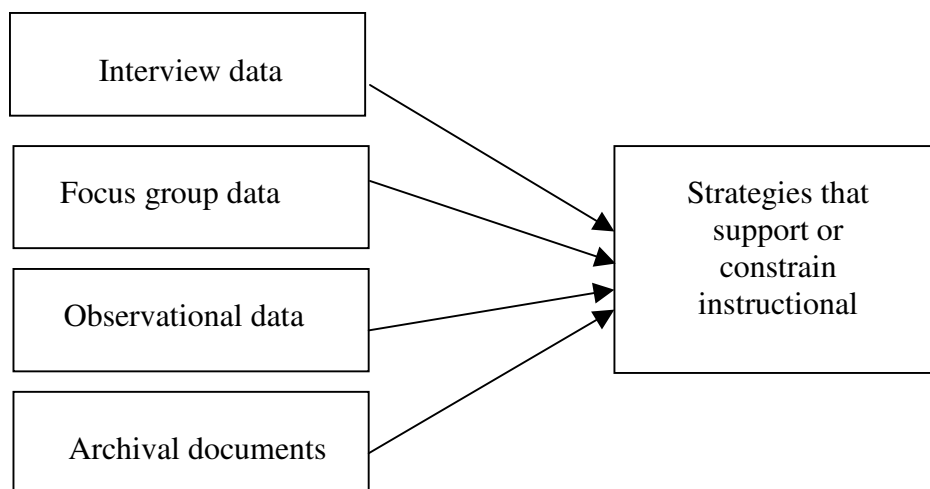 Interview data
Focus group data
Observational data
Archival documents
Strategies that
support or
constrain
instructional